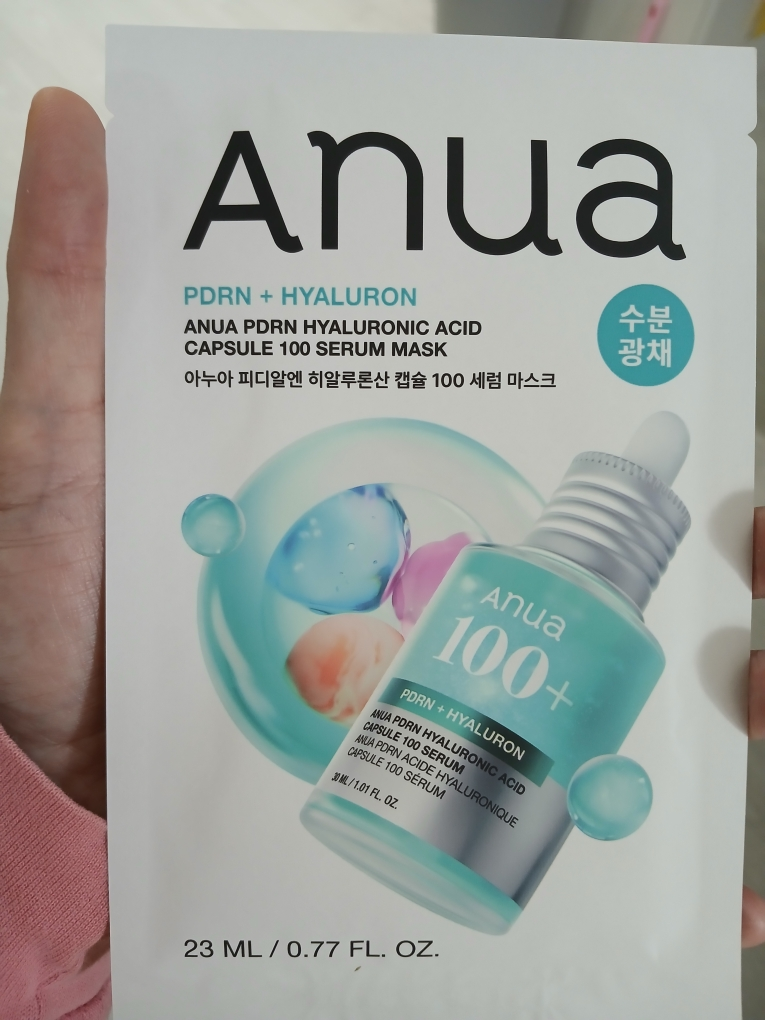 Anua
PDRN + HYALURON
ANUA PDRN HYALURONIC ACID
CAPSULE 100 SERUM MASK
아누아 피디알엔 히알루론산 캡슐 100 세럼 마스크
수분
광채
Anua
100+
PDRN + HYALURON
ANUA PDRN HYALURONIC ACID
CAPSULE 100 SERUM
ANUA PDRN ACIDE HYALURONIQUE
CAPSULE 100 SÉRUM
30 ML / 1.01 FL. OZ.
23 ML / 0.77 FL. OZ.